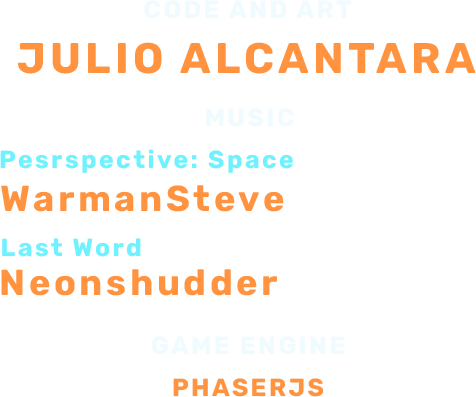 CODE AND ART
JULIO ALCANTARA
MUSIC
Pesrspective: Space
WarmanSteve
Last Word
Neonshudder
GAME ENGINE
PHASERJS